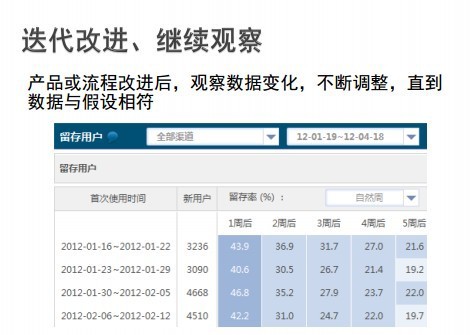 迭代改进、继续观察
产品或流程改进后，观察数据变化，不断调整，直到
数据与假设相符
留存用户 全部渠道 12-01-19~12-04-18
留存用户
首次使用时间 新用户 留存率 (%) ： 自然周
1周后 2周后 3周后 4周后 5周后
2012-01-16~2012-01-22 3236 43.9 36.9 31.7 27.0 21.6
2012-01-23~2012-01-29 3090 40.6 30.5 26.7 21.4 19.2
2012-01-30~2012-02-05 4668 46.8 35.2 27.9 23.7 22.0
2012-02-06~2012-02-12 4510 42.2 31.0 24.7 22.0 19.7